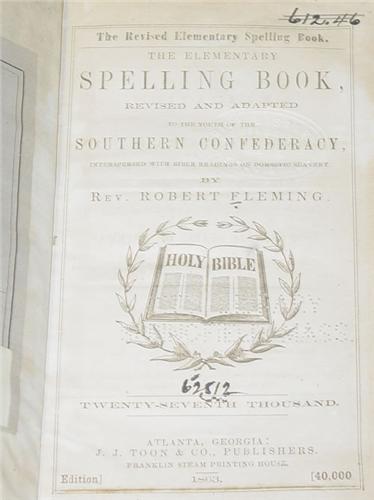 612.46
The Revised Elementary Spelling Book.
THE ELEMENTARY
SPELLING BOOK,
REVISED AND ADAPTED
TO THE YOUTH OF THE
SOUTHERN CONFEDERACY,
INTERSPERSED WITH BIBLE READINGS ON DOMESTIC SLAVERY.
BY
REV. ROBERT FLEMING.
HOLY BIBLE
62512
TWENTY-SEVENTH THOUSAND.
ATLANTA, GEORGIA:
J. J. TOON & CO., PUBLISHERS.
FRANKLIN STEAM PRINTING HOUSE.
Edition] 1863. [40,000